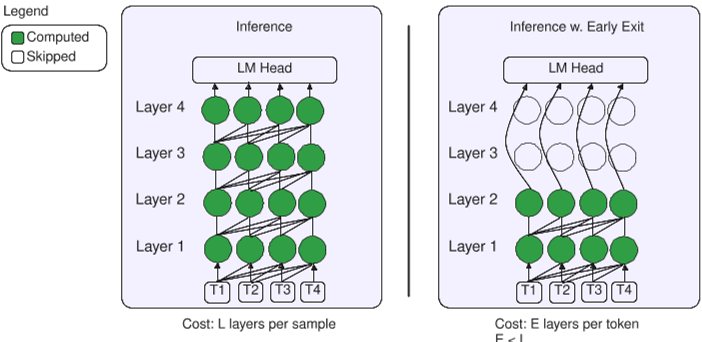 Legend
Computed
Skipped
Inference
LM Head
Layer 4
Layer 3
Layer 2
Layer 1
T1 T2 T3 T4
Cost: L layers per sample
Inference w. Early Exit
LM Head
Layer 4
Layer 3
Layer 2
Layer 1
T1 T2 T3 T4
Cost: E layers per token